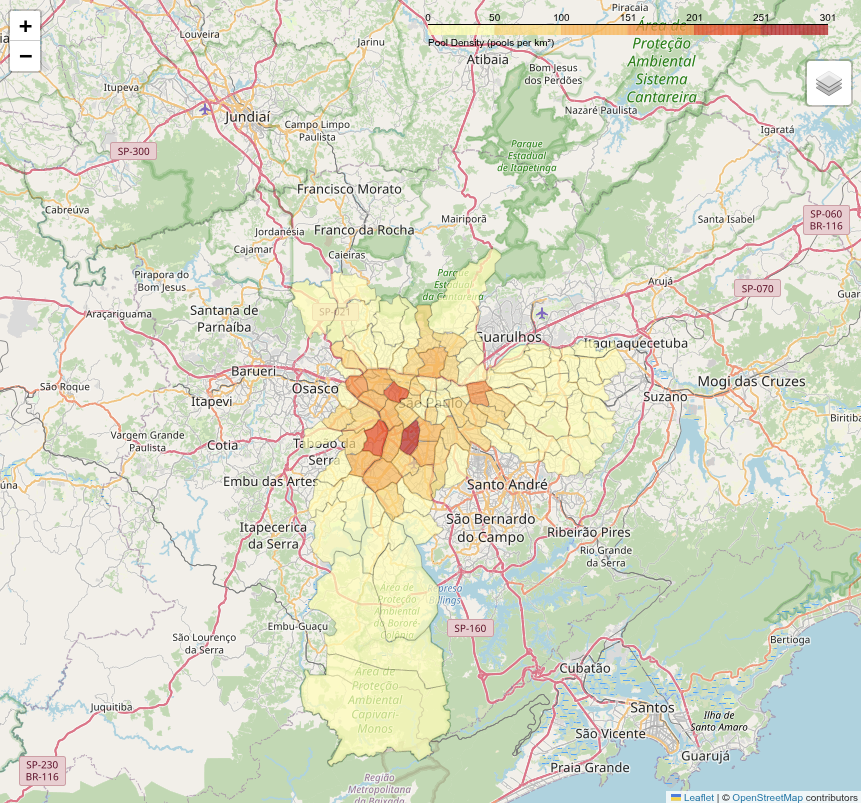 +
−
0 50 100 151 201 251 301
Pool Density (pools per km²)
Piracaia
Louveira
Jarinu
Área de
Proteção
Ambiental
Sistema
Cantareira
Atibaia
Bom Jesus
dos Perdões
Itupeva
Nazaré Paulista
Jundiaí
Campo Limpo
Paulista
Igaratá
SP-300
Parque
Estadual
de Itapetinga
Francisco Morato
Cabreúva
SP-060
BR-116
Mairiporã
Santa Isabel
Jordanésia
Franco da Rocha
Cajamar
Caieiras
Pirapora do
Bom Jesus
Arujá
SP-070
Guar
Santana de
Parnaíba
SP-021
Araçariguama
Guarulhos
Itaquaquecetuba
Barueri
Osasco
Mogi das Cruzes
São Roque
Itapevi
Suzano
São Paulo
Biritiba
Vargem Grande
Paulista
Cotia
Taboão da
Serra
Embu das Artes
Santo André
úna
São Bernardo
do Campo
Itapecerica
da Serra
Ribeirão Pires
Rio Grande
da Serra
Área de
Proteção
Ambiental
do Bororé-
Colônia
Embu-Guaçu
SP-160
São Lourenço
da Serra
Bertioga
Cubatão
Área de
Proteção
Ambiental
Capivari-
Monos
Juquitiba
Santos
Ilha de
Santo Amaro
São Vicente
Guarujá
SP-230
BR-116
Praia Grande
Região
Metropolitana
da Baixada
Leaflet | © OpenStreetMap contributors